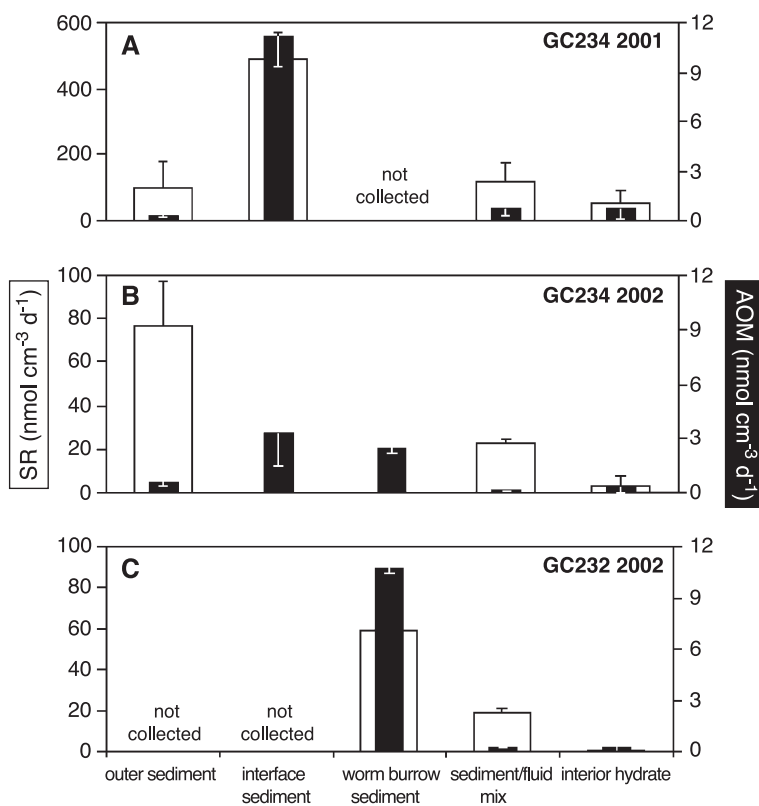 A
GC234 2001
600
400
200
0
12
9
6
3
0
not
collected
B
GC234 2002
100
80
60
40
20
0
12
9
6
3
0
SR (nmol cm⁻³ d⁻¹)
AOM (nmol cm⁻³ d⁻¹)
C
GC232 2002
100
80
60
40
20
0
12
9
6
3
0
not
collected
not
collected
outer sediment
interface
sediment
worm burrow
sediment
sediment/fluid
mix
interior hydrate